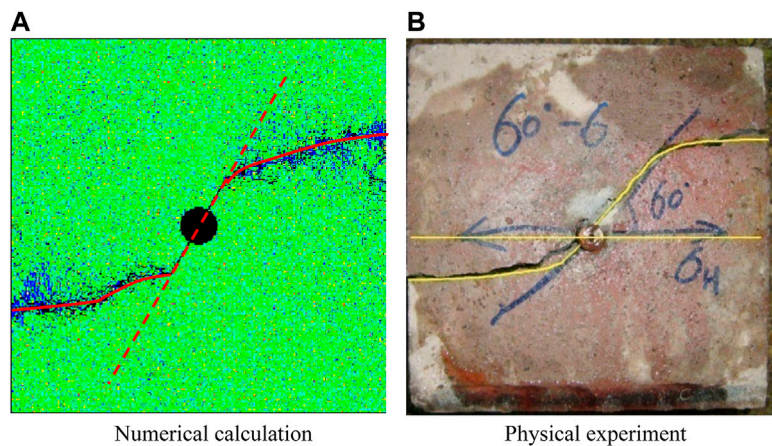 A
B
60°-6
60°
σH
Numerical calculation
Physical experiment